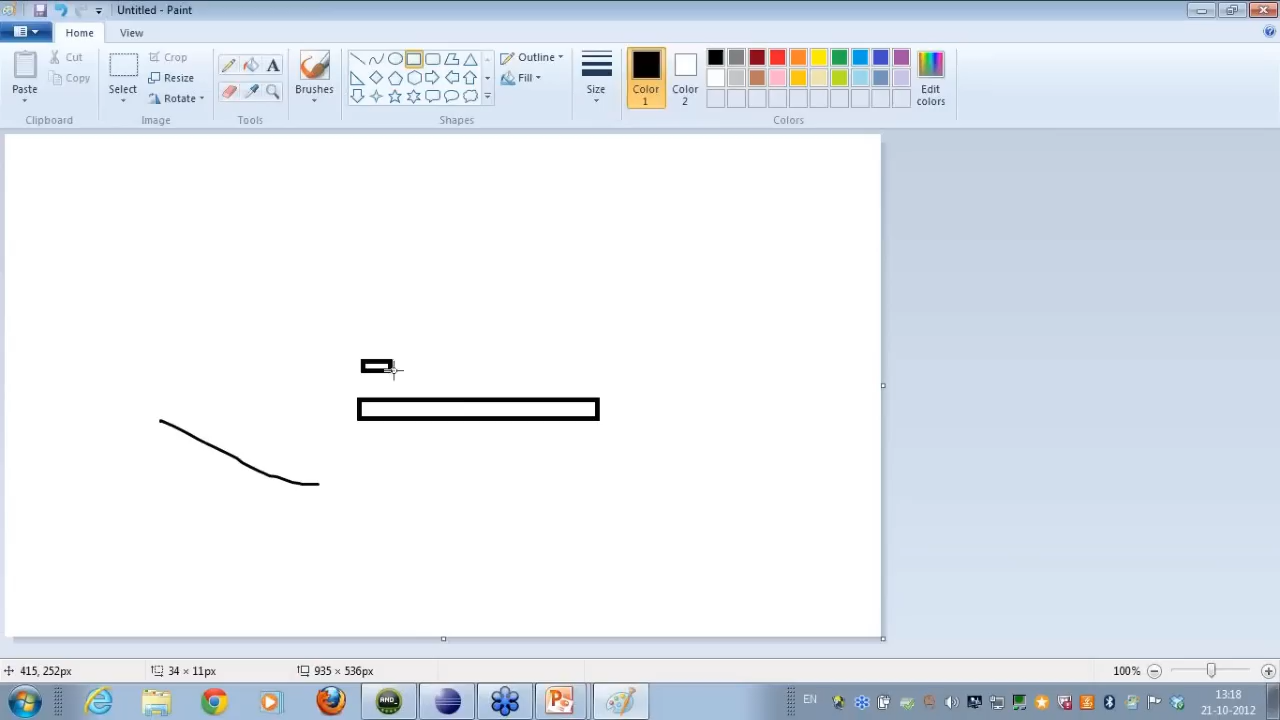 Untitled - Paint
Home
View
Paste
Cut
Copy
Clipboard
Select
Crop
Resize
Rotate
Image
Tools
Brushes
Outline
Fill
Shapes
Size
Color 1
Color 2
Edit colors
Colors
415, 252px
34 × 11px
935 × 536px
100%
AND
EN
13:18
21-10-2012